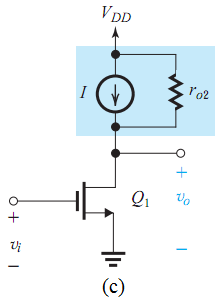 V_DD
I
r_o2
Q_1
+
v_o
−
+
v_i
−
(c)